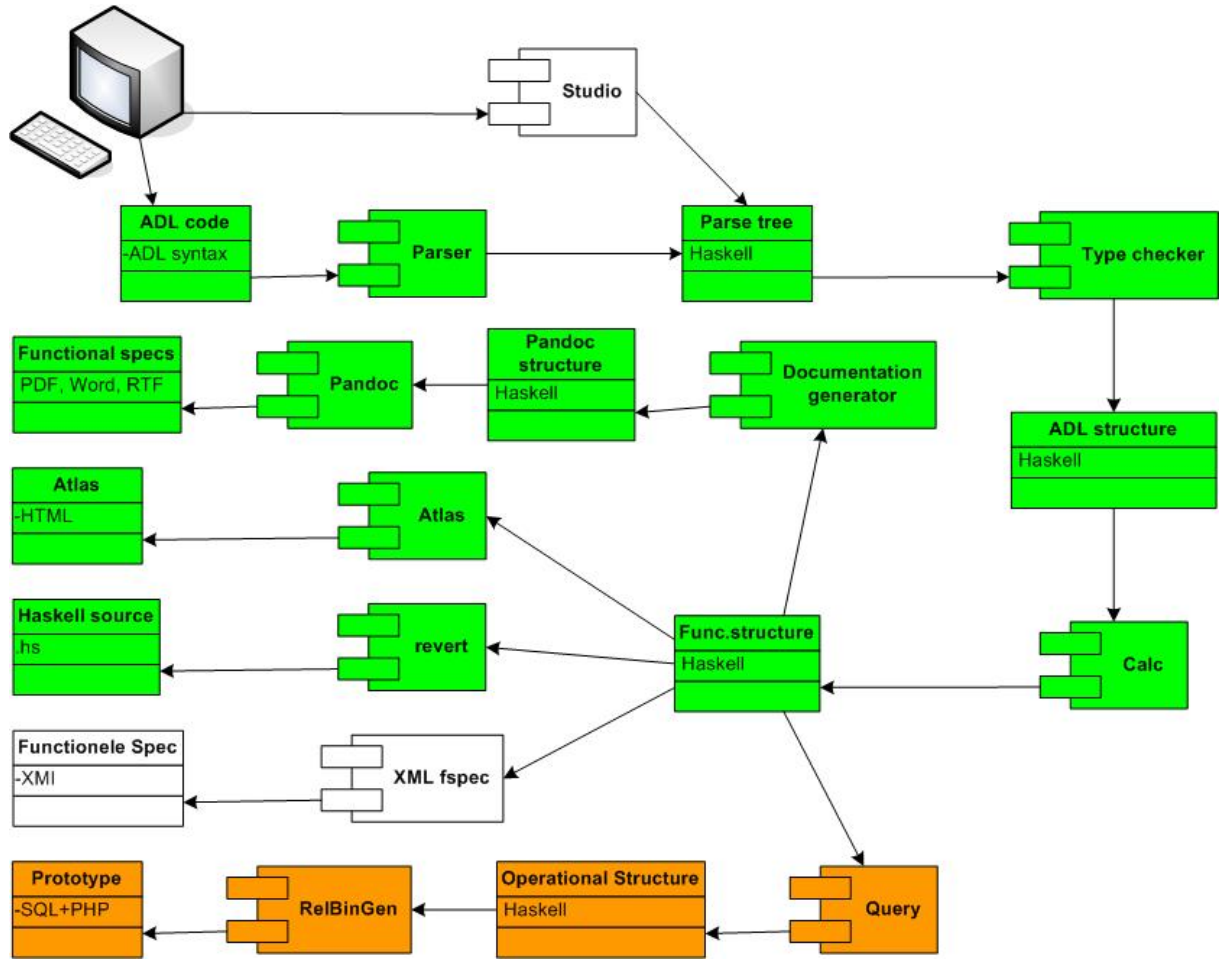 Studio
ADL code
-ADL syntax
Parser
Parse tree
Haskell
Type checker
Functional specs
PDF, Word, RTF
Pandoc
Pandoc
structure
Haskell
Documentation
generator
ADL structure
Haskell
Atlas
-HTML
Atlas
Haskell source
.hs
revert
Func.structure
Haskell
Calc
Functionele Spec
-XMI
XML fspec
Prototype
-SQL+PHP
RelBinGen
Operational Structure
Haskell
Query